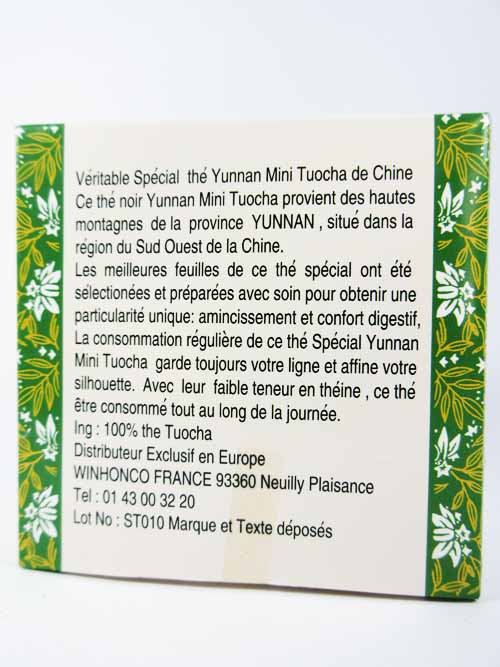 Véritable Spécial thé Yunnan Mini Tuocha de Chine
Ce thé noir Yunnan Mini Tuocha provient des hautes
montagnes de la province YUNNAN , situé dans la
région du Sud Ouest de la Chine.
Les meilleures feuilles de ce thé spécial ont été
sélectionées et préparées avec soin pour obtenir une
particularité unique: amincissement et confort digestif,
La consommation régulière de ce thé Spécial Yunnan
Mini Tuocha garde toujours votre ligne et affine votre
silhouette. Avec leur faible teneur en théine , ce thé
être consommé tout au long de la journée.
Ing : 100% the Tuocha
Distributeur Exclusif en Europe
WINHONCO FRANCE 93360 Neuilly Plaisance
Tel : 01 43 00 32 20
Lot No : ST010 Marque et Texte déposés